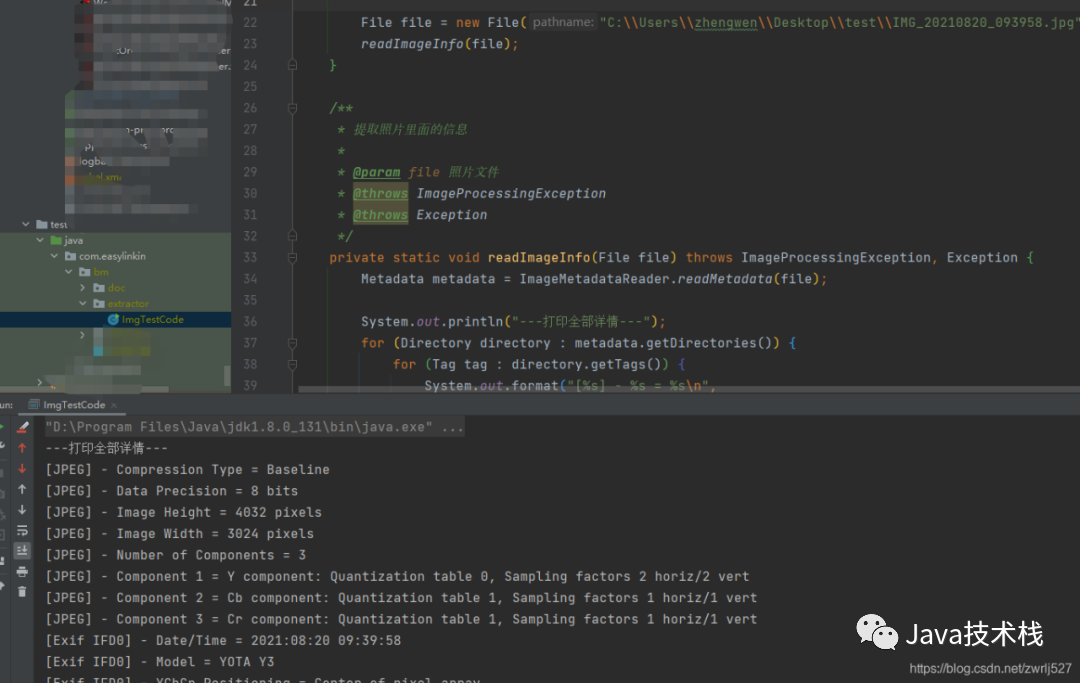 21
22 File file = new File( pathname: "C:\\Users\\zhengwen\\Desktop\\test\\IMG_20210820_093958.jpg"
23 readImageInfo(file);
24 }
25
26 /**
27 * 提取照片里面的信息
28 *
29 * @param file 照片文件
30 * @throws ImageProcessingException
31 * @throws Exception
32 */
33 private static void readImageInfo(File file) throws ImageProcessingException, Exception {
34 Metadata metadata = ImageMetadataReader.readMetadata(file);
35
36 System.out.println("---打印全部详情---");
37 for (Directory directory : metadata.getDirectories()) {
38 for (Tag tag : directory.getTags()) {
39 System.out.format("[%s] - %s = %s\n",
test
java
com.easylinkin
bm
doc
extractor
ImgTestCode
un: ImgTestCode ×
"D:\Program Files\Java\jdk1.8.0_131\bin\java.exe" ...
---打印全部详情---
[JPEG] - Compression Type = Baseline
[JPEG] - Data Precision = 8 bits
[JPEG] - Image Height = 4032 pixels
[JPEG] - Image Width = 3024 pixels
[JPEG] - Number of Components = 3
[JPEG] - Component 1 = Y component: Quantization table 0, Sampling factors 2 horiz/2 vert
[JPEG] - Component 2 = Cb component: Quantization table 1, Sampling factors 1 horiz/1 vert
[JPEG] - Component 3 = Cr component: Quantization table 1, Sampling factors 1 horiz/1 vert
[Exif IFD0] - Date/Time = 2021:08:20 09:39:58
[Exif IFD0] - Model = YOTA Y3
[Exif IFD0] - YCbCr Positioning = Center of pixel array
Java技术栈
https://blog.csdn.net/zwrlj527